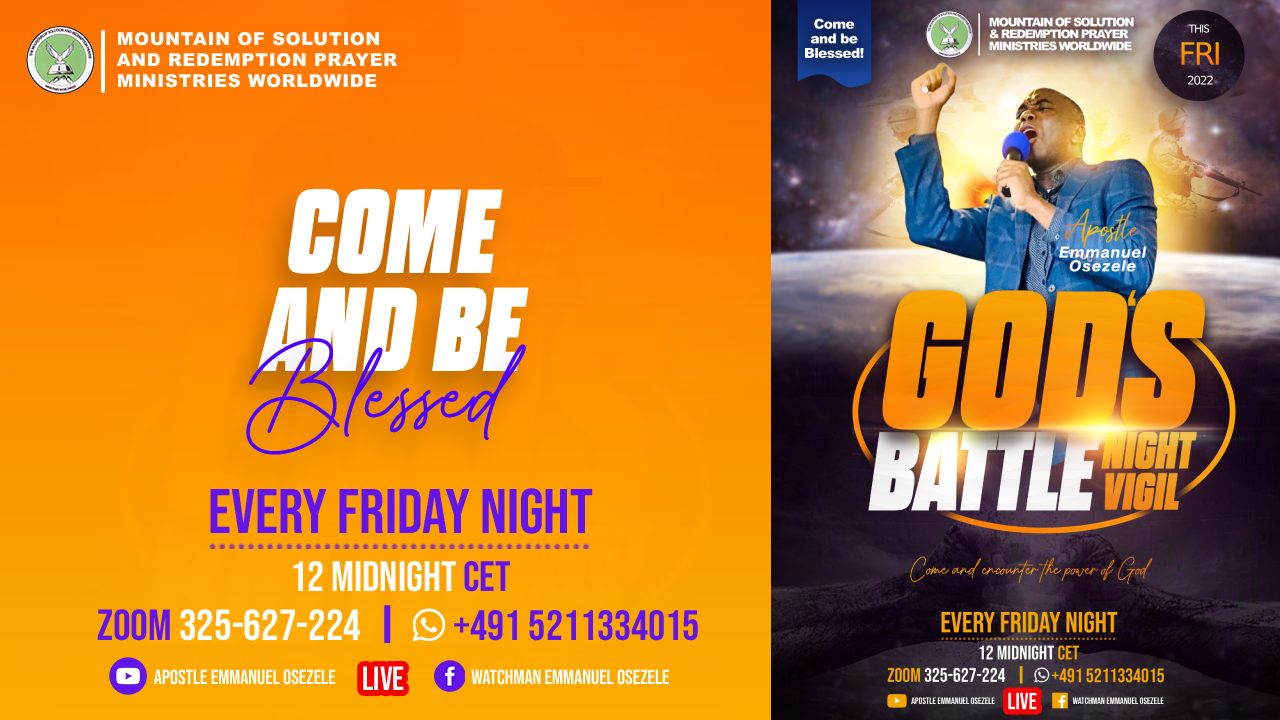 MOUNTAIN OF SOLUTION
AND REDEMPTION PRAYER
MINISTRIES WORLDWIDE
COME
AND BE
Blessed
EVERY FRIDAY NIGHT
12 MIDNIGHT CET
ZOOM 325-627-224 | +491 5211334015
APOSTLE EMMANUEL OSEZELE LIVE WATCHMAN EMMANUEL OSEZELE
Come
and be
Blessed!
MOUNTAIN OF SOLUTION
& REDEMPTION PRAYER
MINISTRIES WORLDWIDE
THIS
FRI
2022
Apostle
Emmanuel
Osezele
GOD'S
BATTLE NIGHT
VIGIL
Come and encounter the power of God
EVERY FRIDAY NIGHT
12 MIDNIGHT CET
ZOOM 325-627-224 | +491 5211334015
APOSTLE EMMANUEL OSEZELE LIVE WATCHMAN EMMANUEL OSEZELE